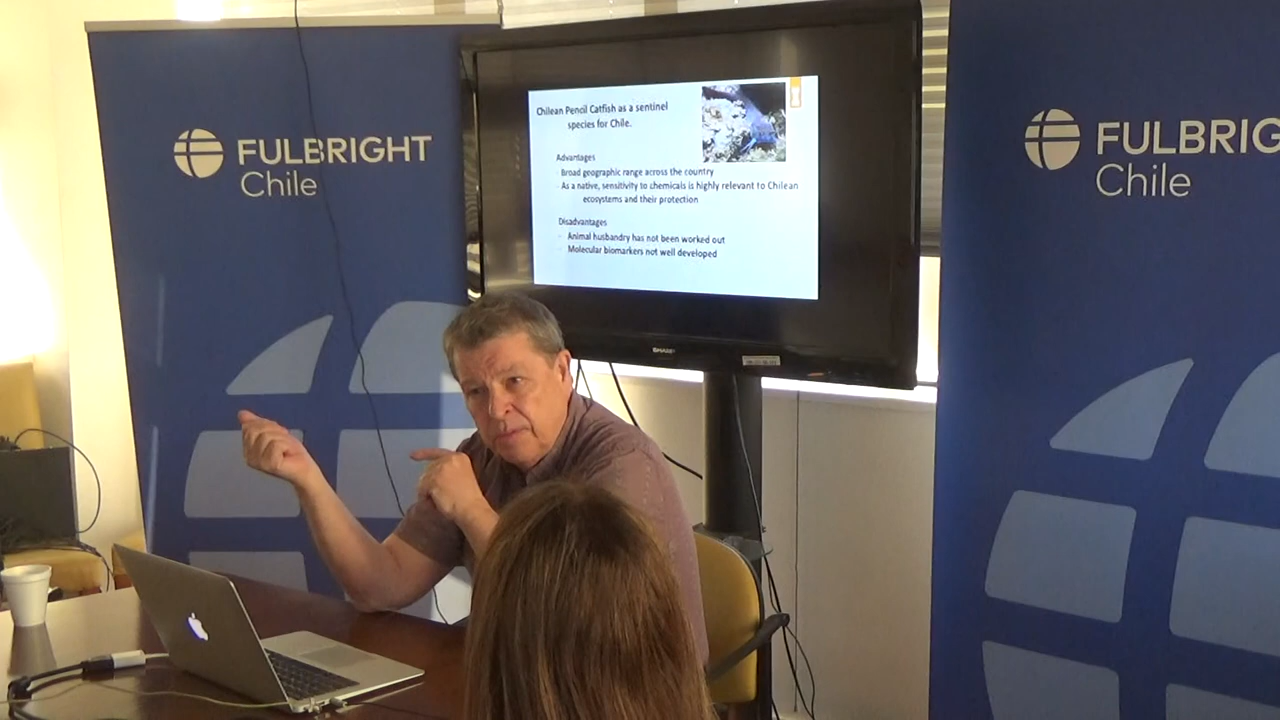 FULBRIGHT
Chile
Chilean Pencil Catfish as a sentinel
species for Chile.
Advantages
- Broad geographic range across the country
- As a native, sensitivity to chemicals is highly relevant to Chilean
ecosystems and their protection
Disadvantages
- Animal husbandry has not been worked out
- Molecular biomarkers not well developed
SHARP
FULBRIG
Chile